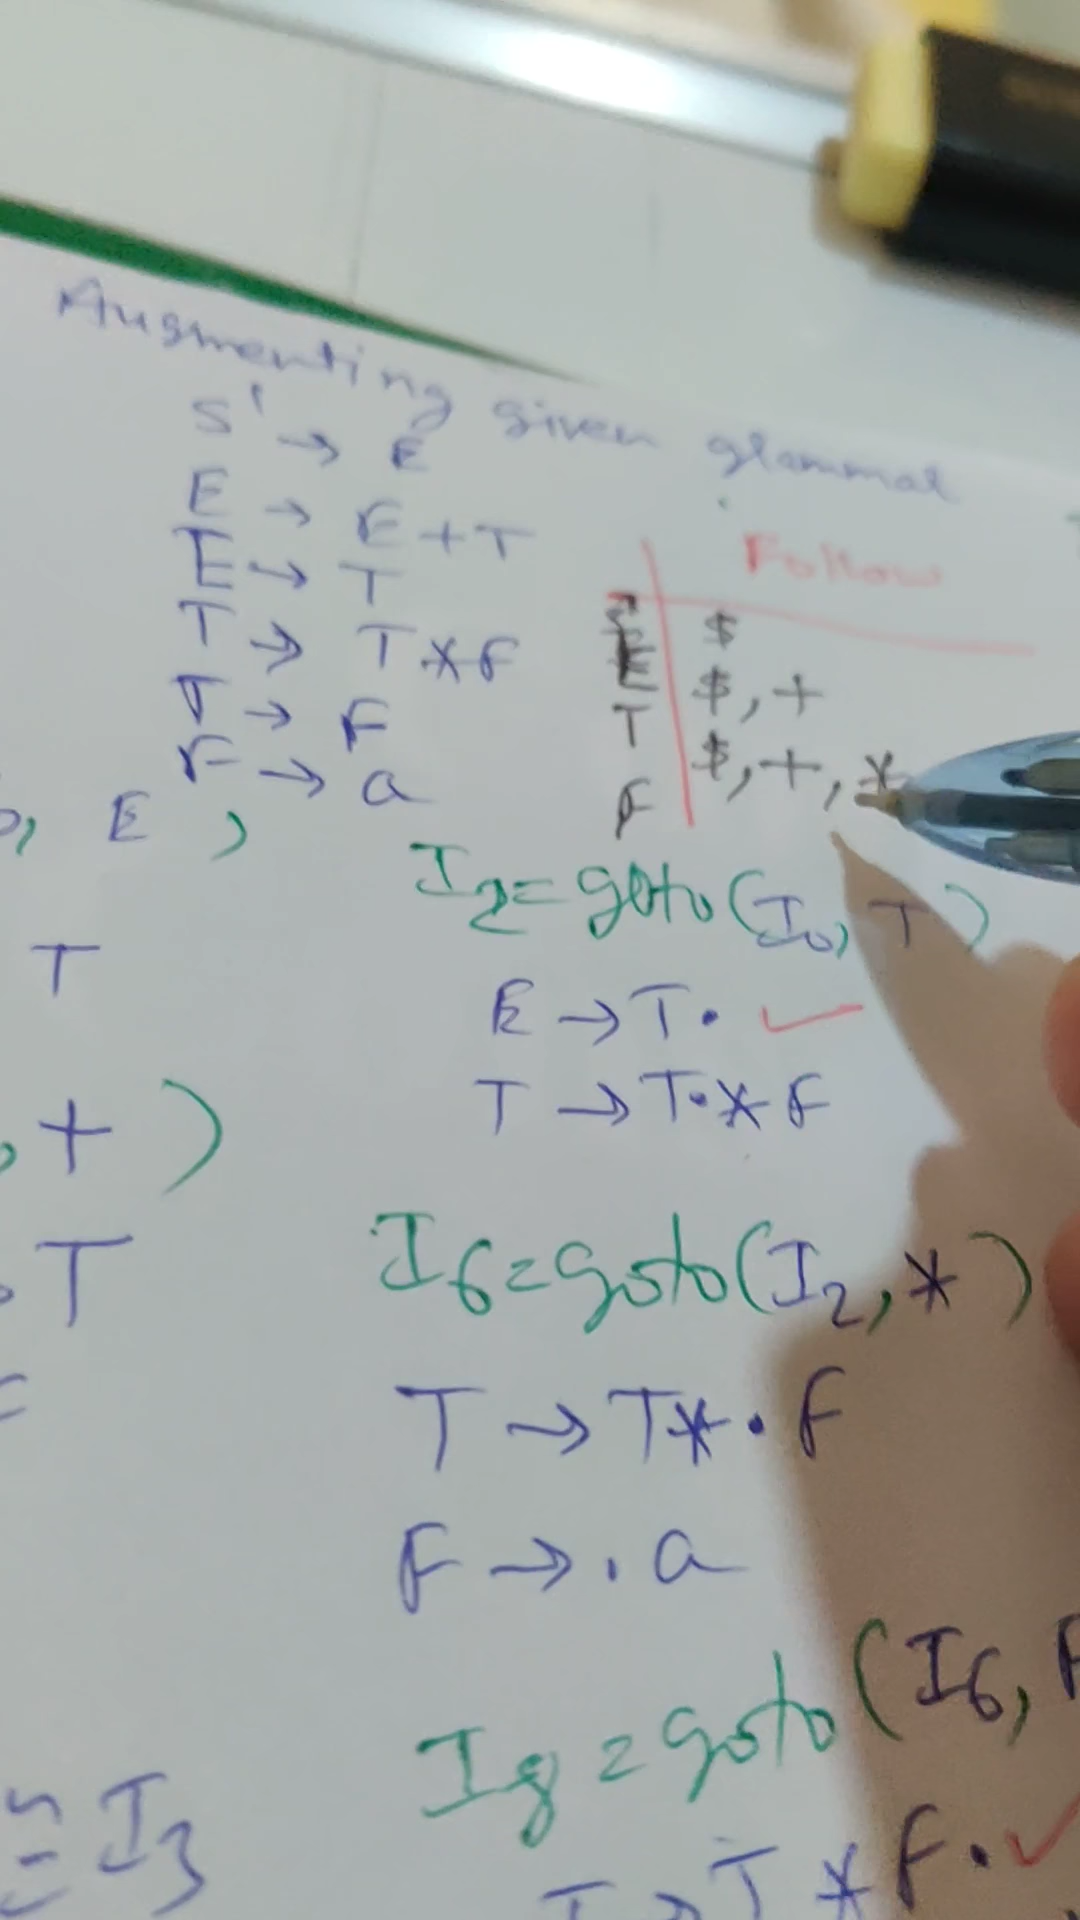 Augmenting given grammar
S' → E
E → E + T
E → T
T → T * F
T → F
F → a
Follow
S' $
E $, +
T $, +, *
F
, E )
I2 = goto (I0, T )
T
E → T . ✓
T → T . * F
, + )
I6 = goto (I2, * )
T
T → T * . F
F → . a
I8 = goto (I6, F
I3
T → T * F . ✓